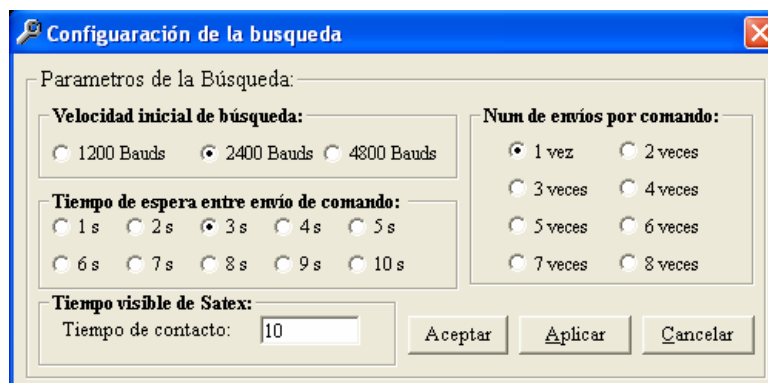 Configuaración de la busqueda
Parametros de la Búsqueda:
Velocidad inicial de búsqueda:
1200 Bauds 2400 Bauds 4800 Bauds
Tiempo de espera entre envío de comando:
1 s 2 s 3 s 4 s 5 s
6 s 7 s 8 s 9 s 10 s
Tiempo visible de Satex:
Tiempo de contacto: 10
Num de envíos por comando:
1 vez 2 veces
3 veces 4 veces
5 veces 6 veces
7 veces 8 veces
Aceptar Aplicar Cancelar